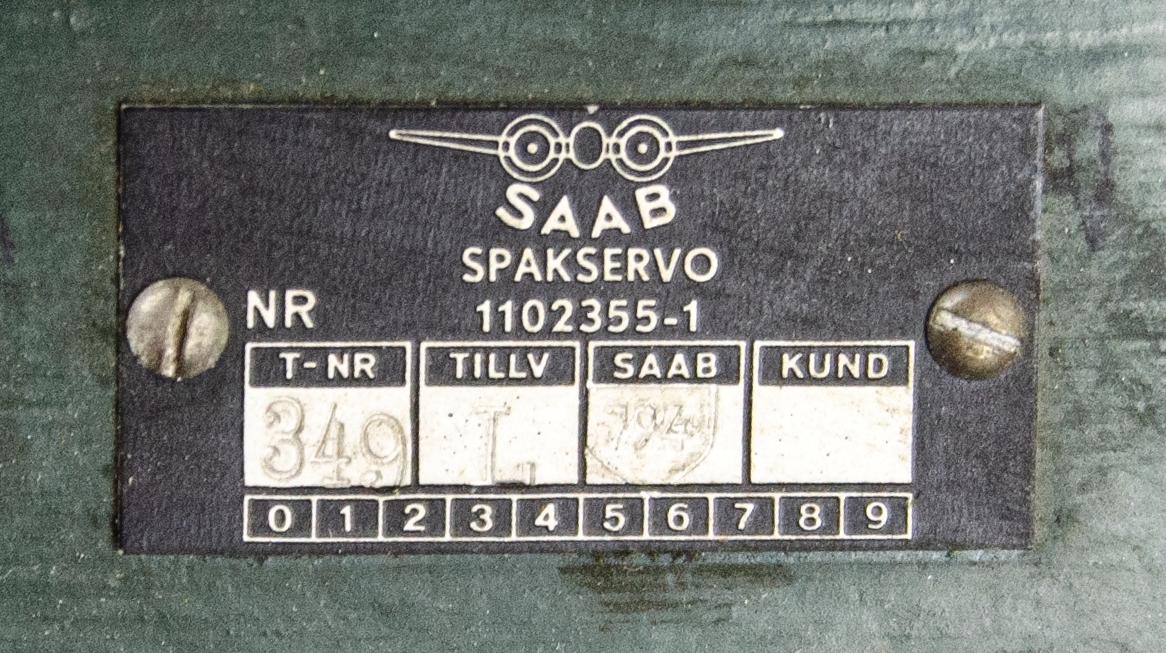 SAAB
SPAKSERVO
NR 1102355-1
T-NR TILLV SAAB KUND
349 L 794
0 1 2 3 4 5 6 7 8 9